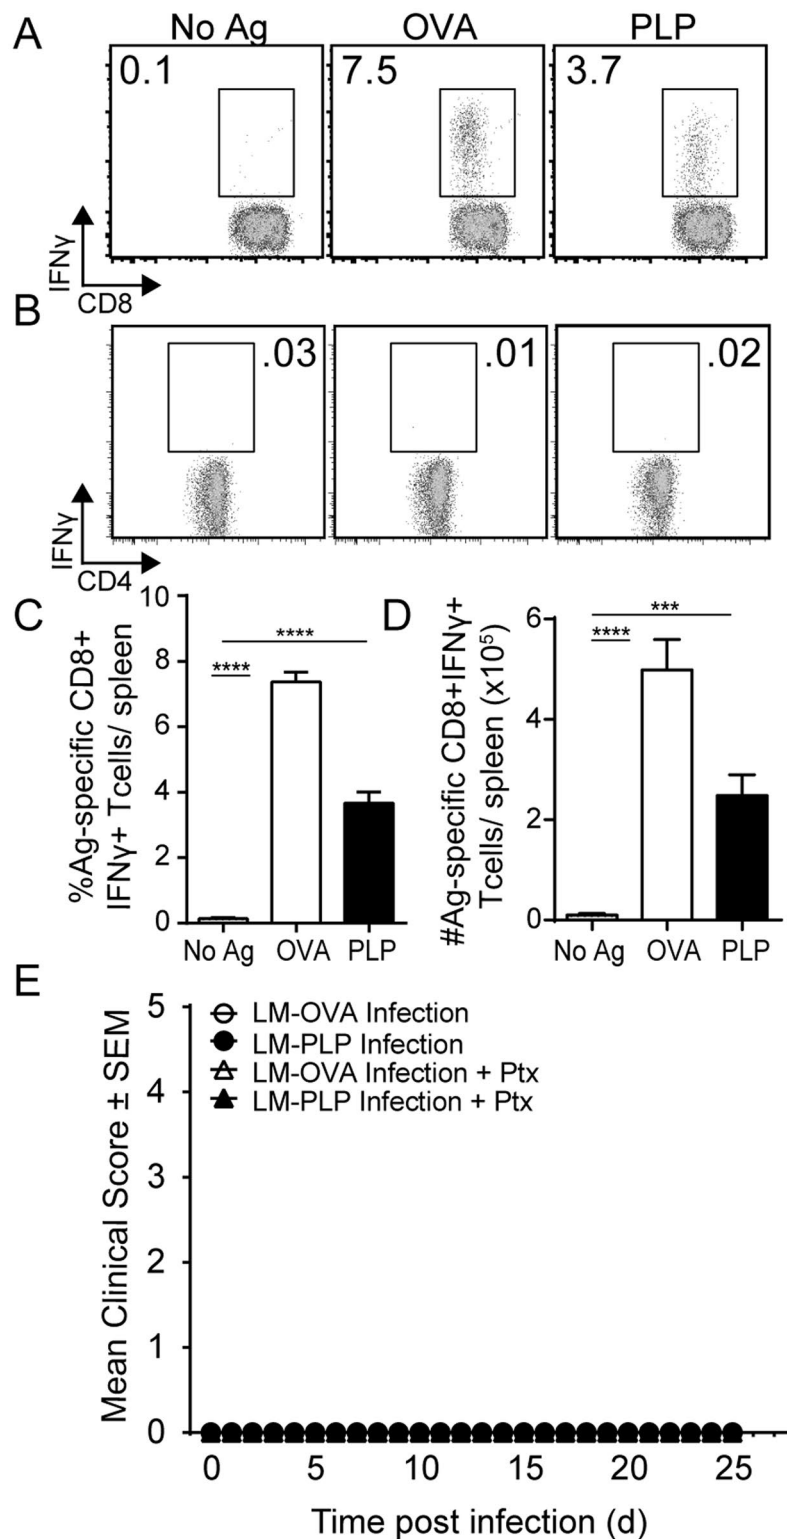 A
No Ag
OVA
PLP
0.1
7.5
3.7
IFNγ
CD8
B
.03
.01
.02
IFNγ
CD4
C
%Ag-specific CD8+
IFNγ+ Tcells/ spleen
10
8
6
4
2
0
****
****
No Ag
OVA
PLP
D
#Ag-specific CD8+IFNγ+
Tcells/ spleen (x10⁵)
6
4
2
0
***
****
No Ag
OVA
PLP
E
Mean Clinical Score ± SEM
5
4
3
2
1
0
LM-OVA Infection
LM-PLP Infection
LM-OVA Infection + Ptx
LM-PLP Infection + Ptx
0 5 10 15 20 25
Time post infection (d)